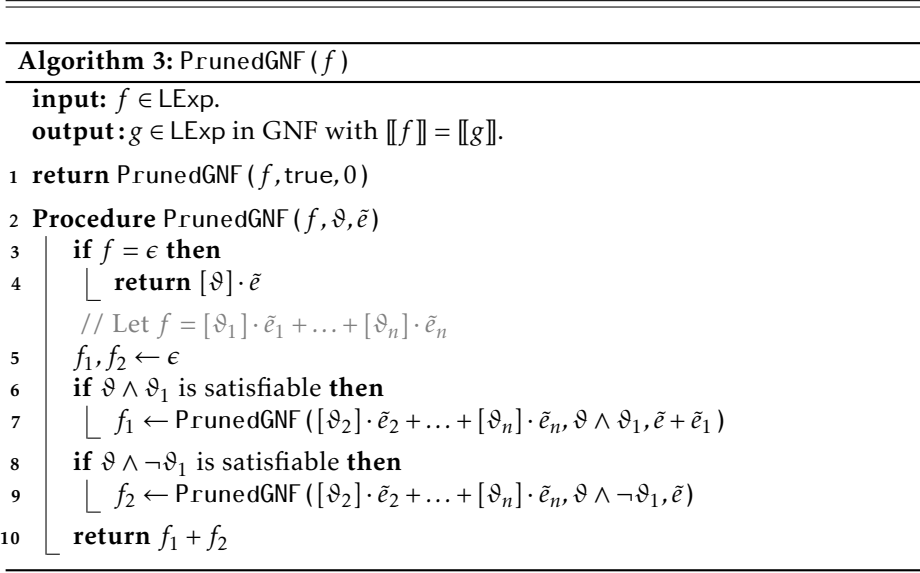 Algorithm 3: PrunedGNF(f)
input: f ∈ LExp.
output: g ∈ LExp in GNF with ⟦f⟧ = ⟦g⟧.
1 return PrunedGNF(f, true, 0)
2 Procedure PrunedGNF(f, ϑ, ẽ)
3 if f = ϵ then
4 return [ϑ] · ẽ
// Let f = [ϑ₁] · ẽ₁ + ... + [ϑₙ] · ẽₙ
5 f₁, f₂ ← ϵ
6 if ϑ ∧ ϑ₁ is satisfiable then
7 f₁ ← PrunedGNF([ϑ₂] · ẽ₂ + ... + [ϑₙ] · ẽₙ, ϑ ∧ ϑ₁, ẽ + ẽ₁)
8 if ϑ ∧ ¬ϑ₁ is satisfiable then
9 f₂ ← PrunedGNF([ϑ₂] · ẽ₂ + ... + [ϑₙ] · ẽₙ, ϑ ∧ ¬ϑ₁, ẽ)
10 return f₁ + f₂